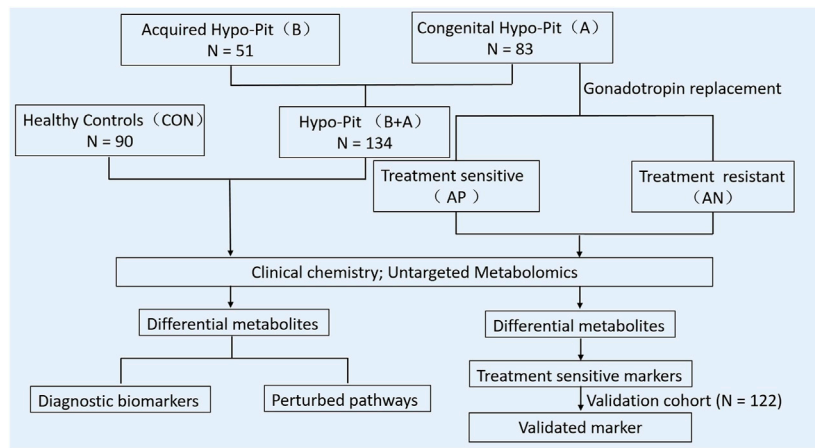 Acquired Hypo-Pit（B）
N = 51
Congenital Hypo-Pit（A）
N = 83
Gonadotropin replacement
Healthy Controls（CON）
N = 90
Hypo-Pit（B+A）
N = 134
Treatment sensitive
（ AP ）
Treatment resistant
（AN）
Clinical chemistry; Untargeted Metabolomics
Differential metabolites
Differential metabolites
Diagnostic biomarkers
Perturbed pathways
Treatment sensitive markers
Validation cohort (N = 122)
Validated marker